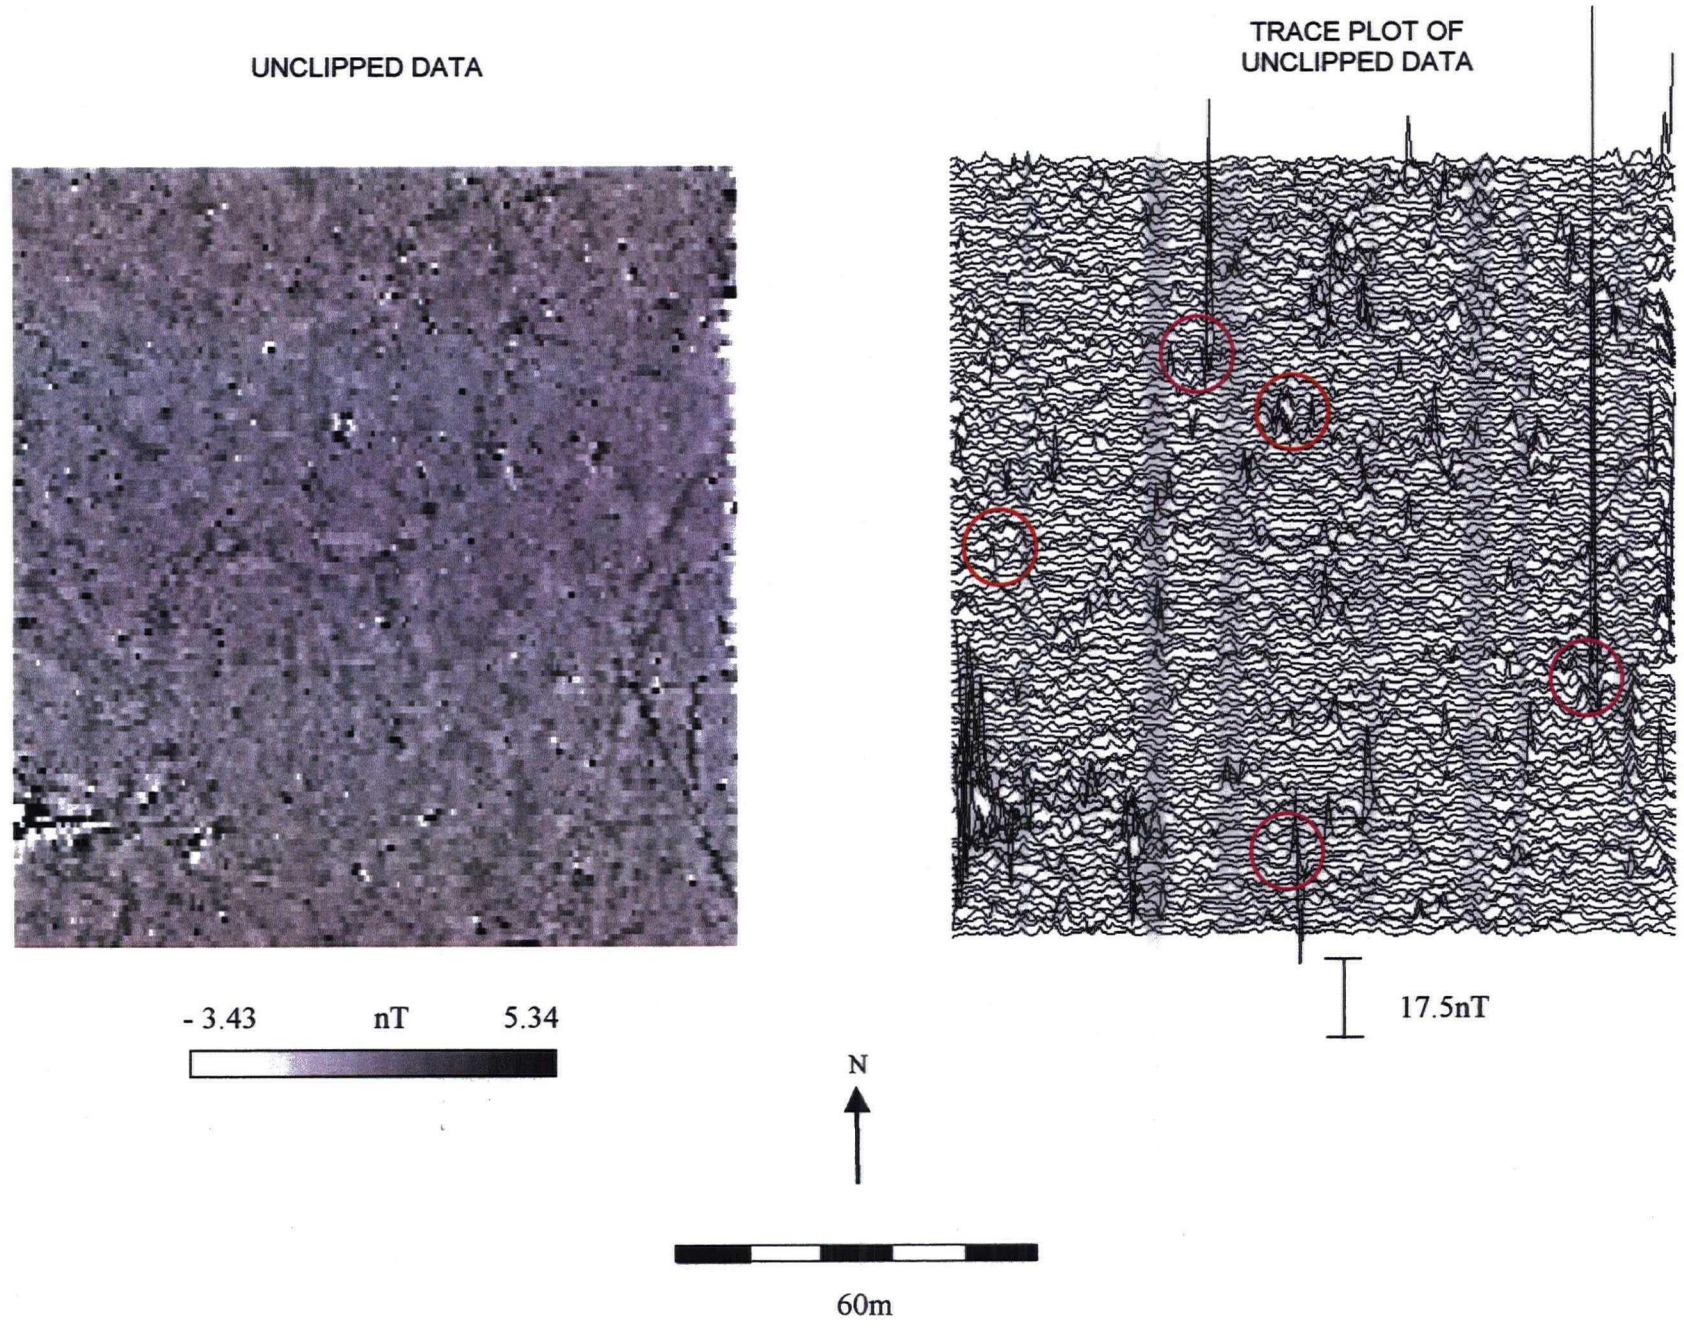 UNCLIPPED DATA
TRACE PLOT OF
UNCLIPPED DATA
- 3.43 nT 5.34
17.5nT
N
60m